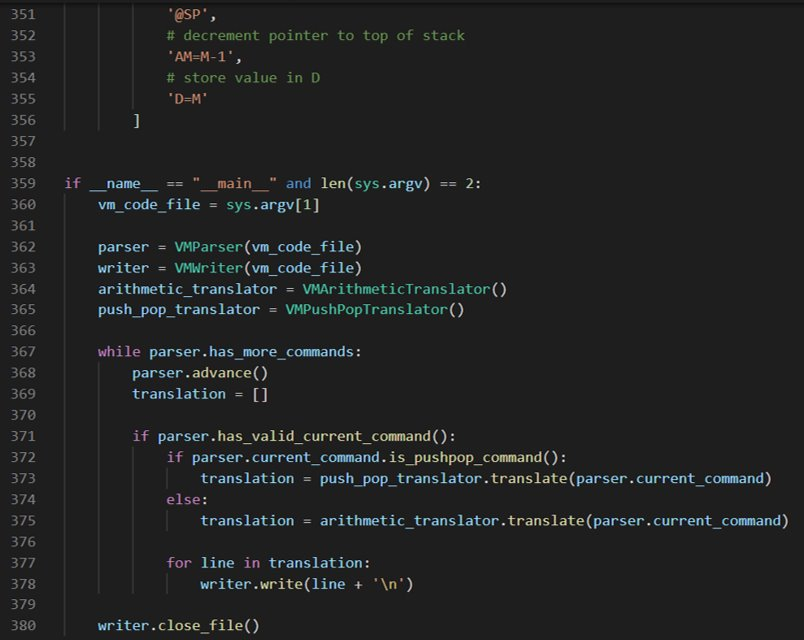 351                 '@SP',
352                 # decrement pointer to top of stack
353                 'AM=M-1',
354                 # store value in D
355                 'D=M'
356             ]
357
358
359     if __name__ == "__main__" and len(sys.argv) == 2:
360         vm_code_file = sys.argv[1]
361
362         parser = VMParser(vm_code_file)
363         writer = VMWriter(vm_code_file)
364         arithmetic_translator = VMArithmeticTranslator()
365         push_pop_translator = VMPushPopTranslator()
366
367         while parser.has_more_commands:
368             parser.advance()
369             translation = []
370
371             if parser.has_valid_current_command():
372                 if parser.current_command.is_pushpop_command():
373                     translation = push_pop_translator.translate(parser.current_command)
374                 else:
375                     translation = arithmetic_translator.translate(parser.current_command)
376
377                 for line in translation:
378                     writer.write(line + '\n')
379
380         writer.close_file()